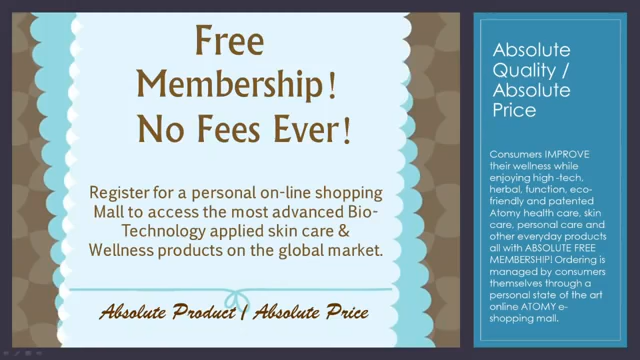 Free
Membership!
No Fees Ever!
Register for a personal on-line shopping
Mall to access the most advanced Bio-
Technology applied skin care &
Wellness products on the global market.
Absolute Product / Absolute Price
Absolute
Quality /
Absolute
Price
Consumers IMPROVE
their wellness while
enjoying high -tech,
herbal, function, eco-
friendly and patented
Atomy health care, skin
care, personal care and
other everyday products
all with ABSOLUTE FREE
MEMBERSHIP! Ordering is
managed by consumers
themselves through a
personal state of the art
online ATOMY e-
shopping mall.